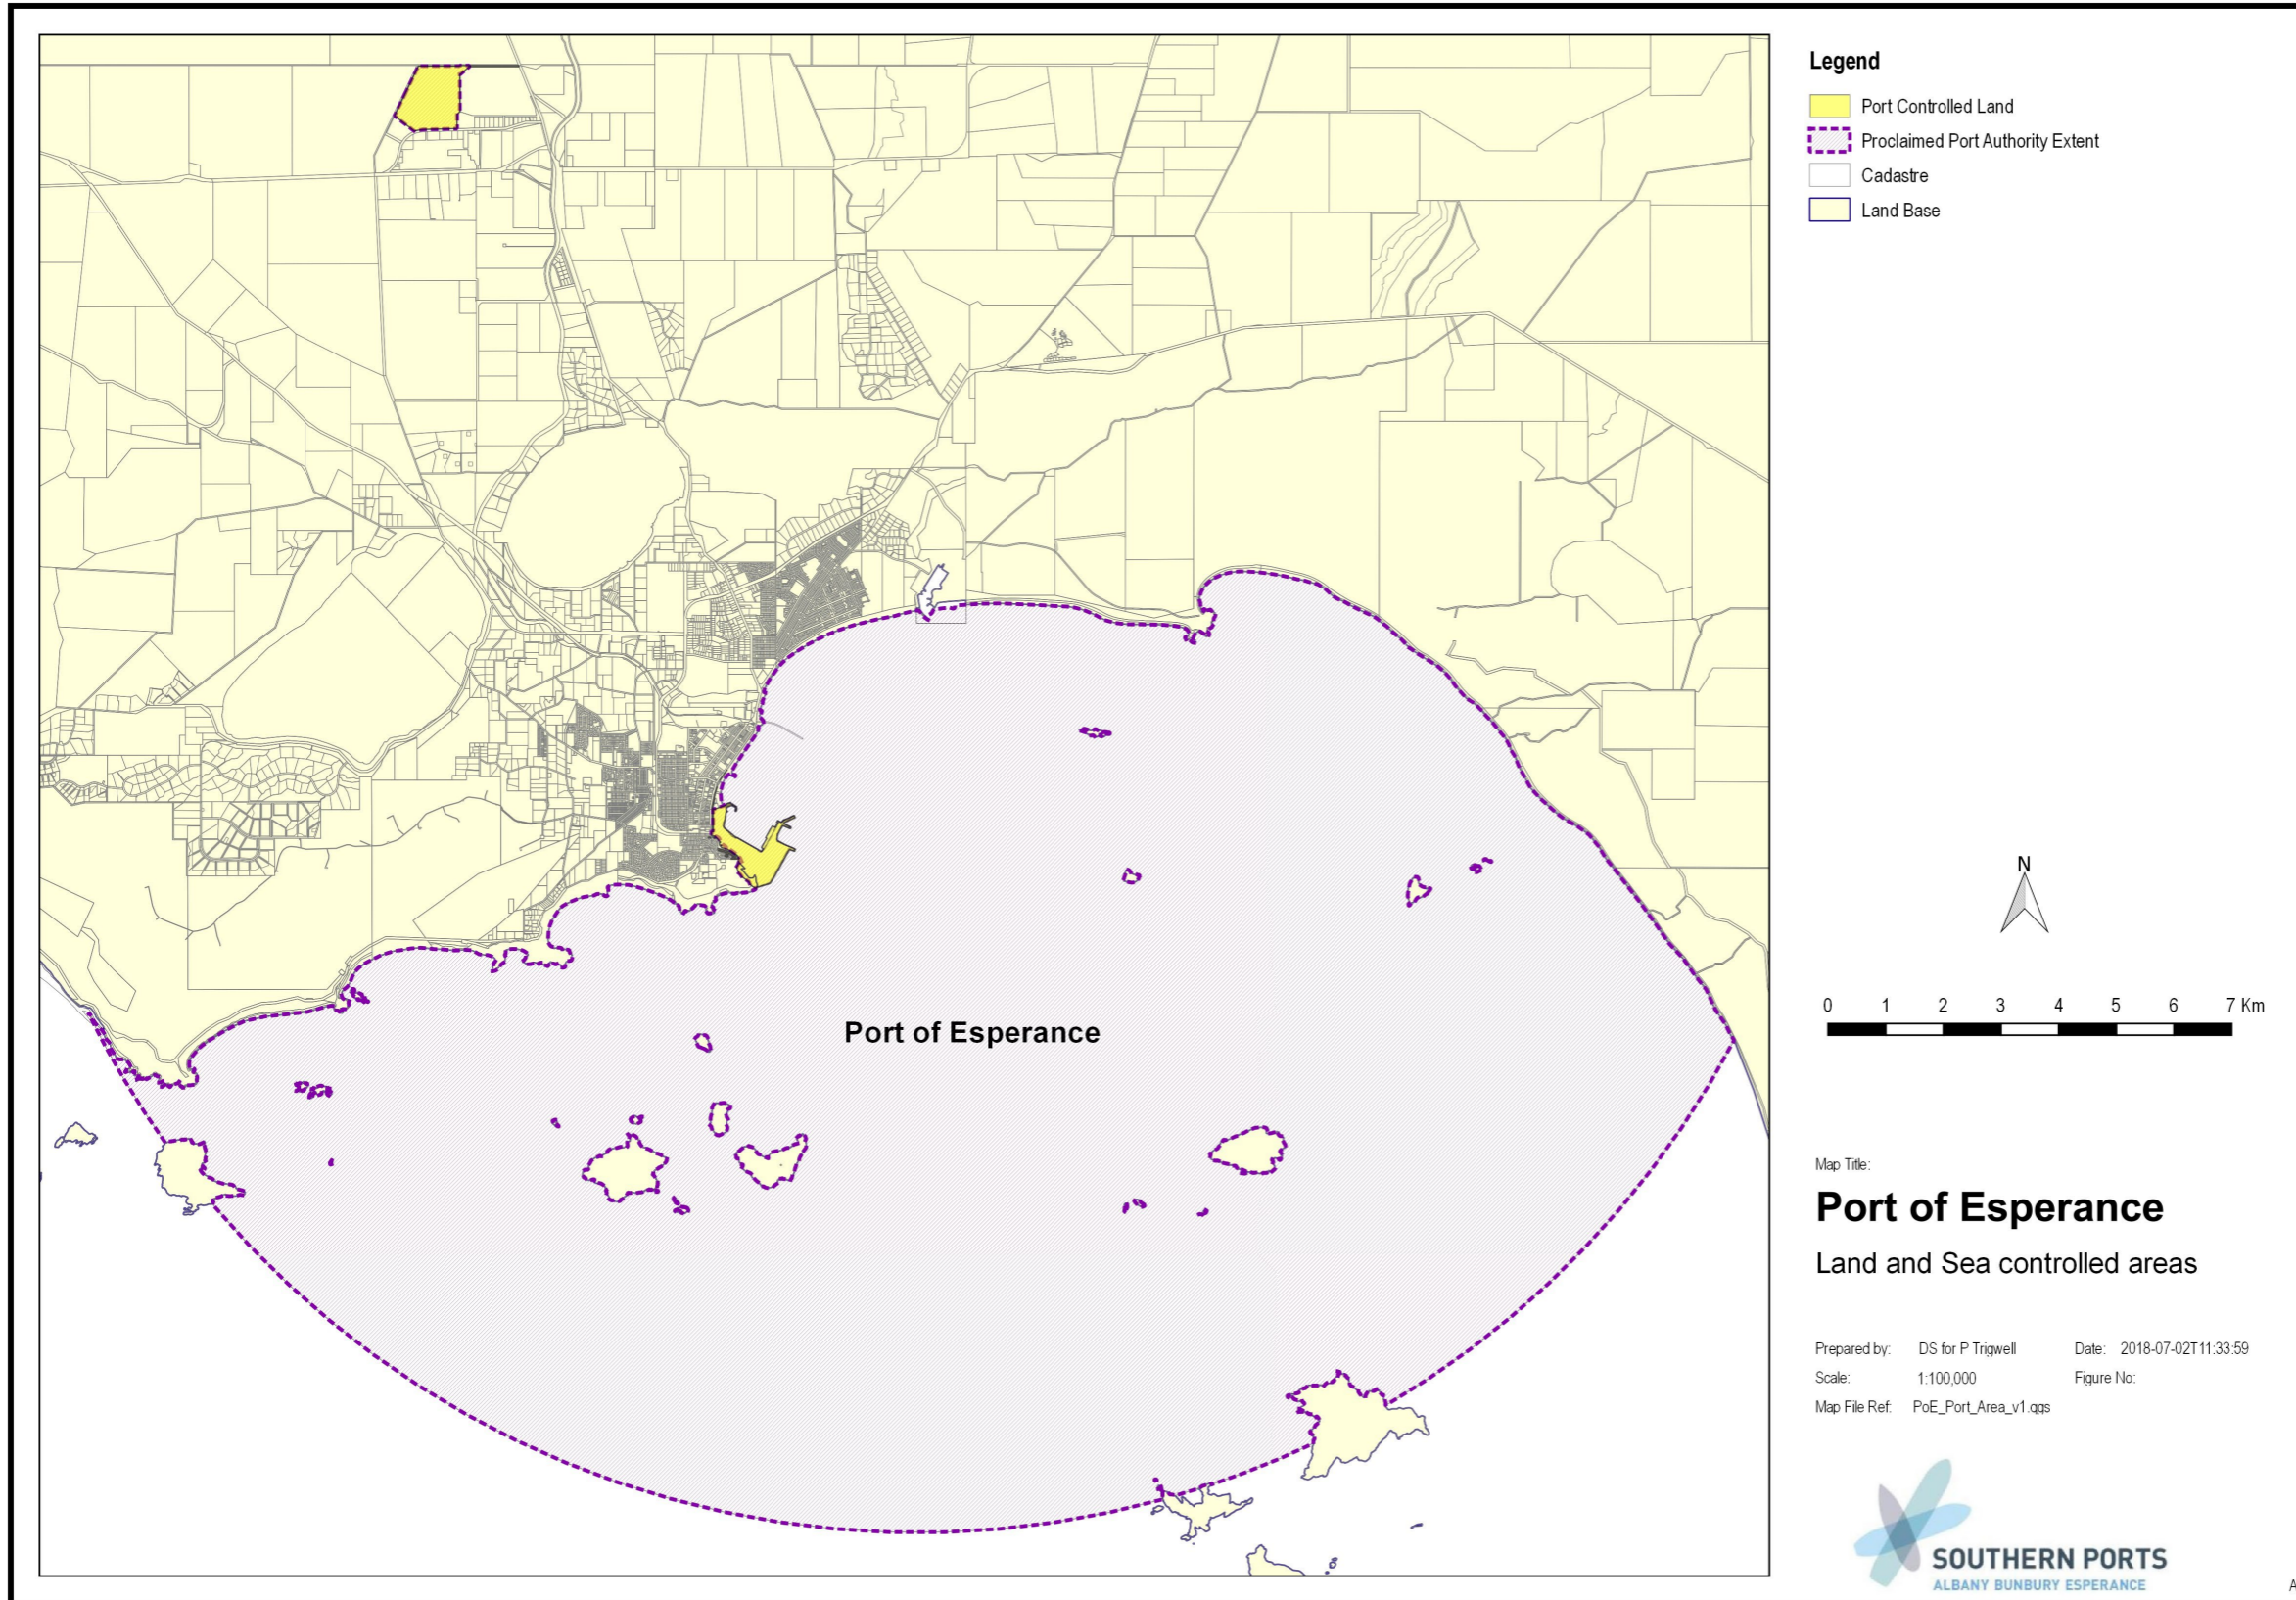 Legend
Port Controlled Land
Proclaimed Port Authority Extent
Cadastre
Land Base
Port of Esperance
N
0 1 2 3 4 5 6 7 Km
Map Title:
Port of Esperance
Land and Sea controlled areas
Prepared by: DS for P Trigwell Date: 2018-07-02T11:33:59
Scale: 1:100,000 Figure No:
Map File Ref: PoE_Port_Area_v1.qgs
SOUTHERN PORTS
ALBANY BUNBURY ESPERANCE